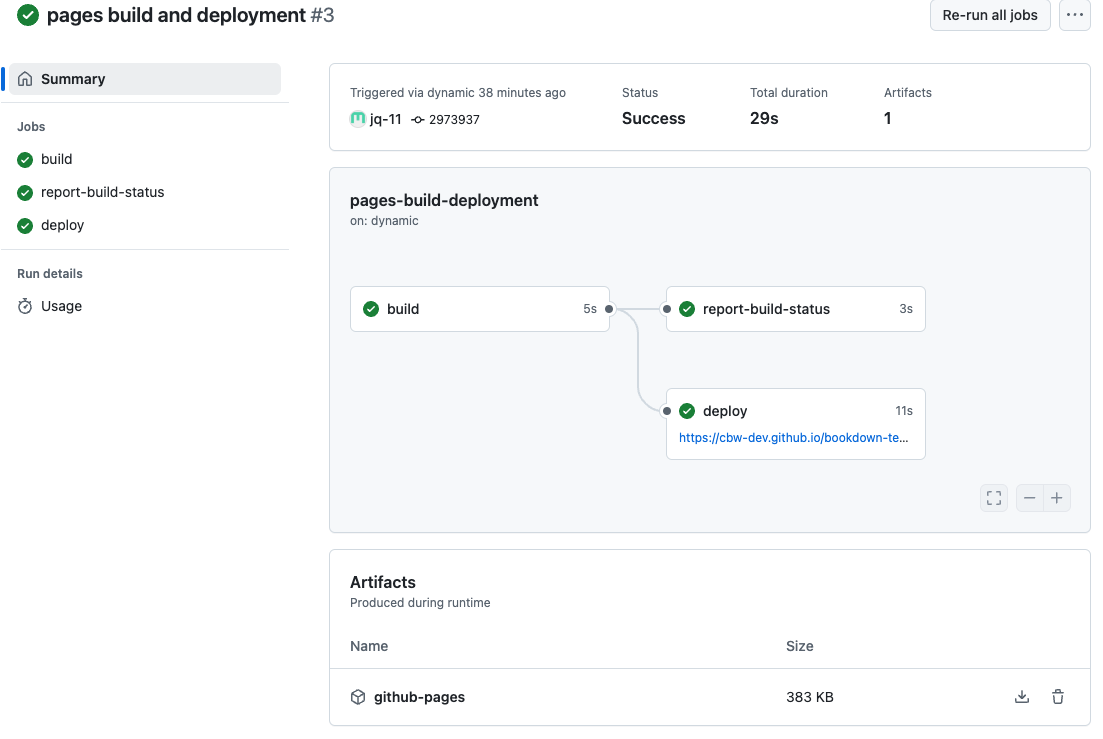 pages build and deployment #3
Re-run all jobs
Summary
Jobs
build
report-build-status
deploy
Run details
Usage
Triggered via dynamic 38 minutes ago
jq-11 2973937
Status
Success
Total duration
29s
Artifacts
1
pages-build-deployment
on: dynamic
build 5s
report-build-status 3s
deploy 11s
https://cbw-dev.github.io/bookdown-te...
Artifacts
Produced during runtime
Name Size
github-pages 383 KB